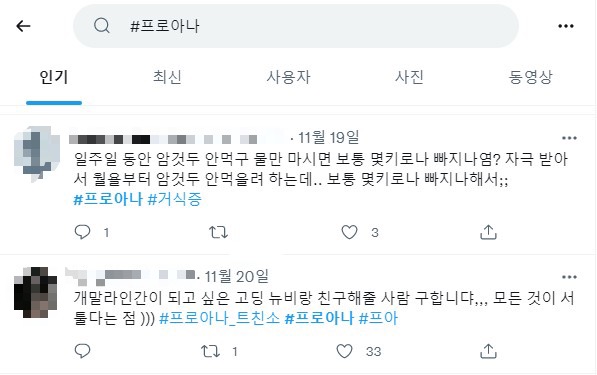 #프로아나
인기 최신 사용자 사진 동영상
· 11월 19일
일주일 동안 암것두 안먹구 물만 마시면 보통 몇키로나 빠지나염? 자극 받아
서 월욜부터 암것두 안먹을려 하는데.. 보통 몇키로나 빠지나해서;;
#프로아나 #거식증
1 3
· 11월 20일
개말라인간이 되고 싶은 고딩 뉴비랑 친구해줄 사람 구합니댜,,, 모든 것이 서
툴다는 점 ))) #프로아나_트친소 #프로아나 #프아
1 33